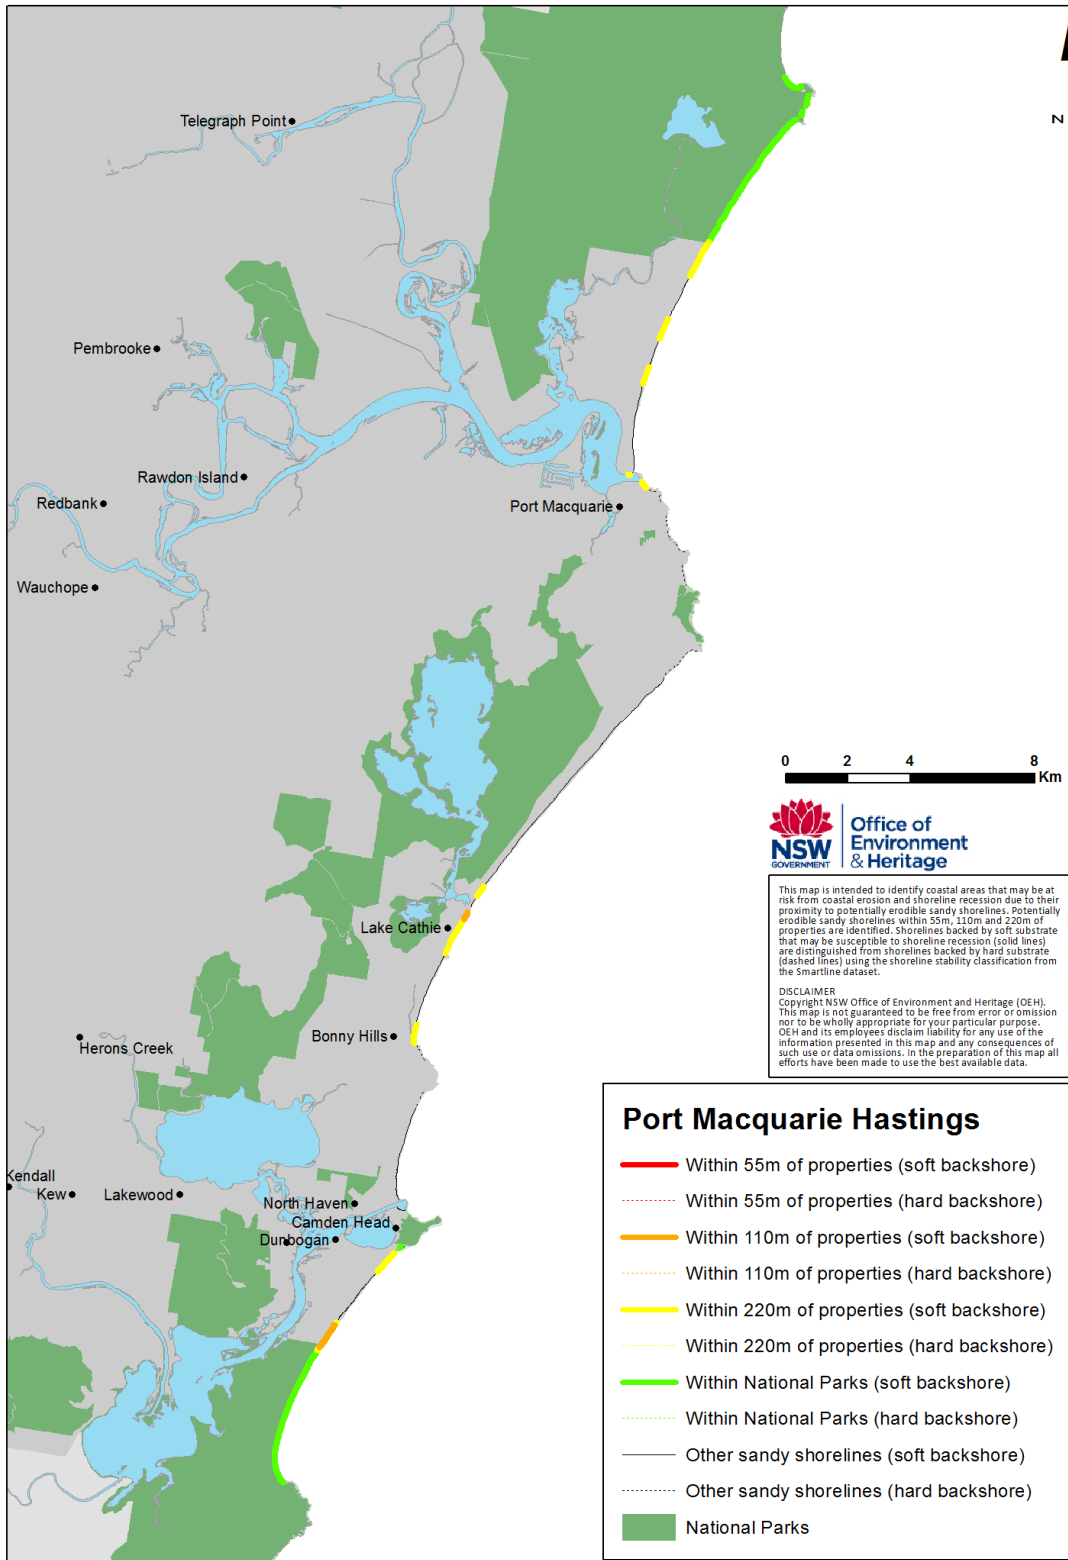 Telegraph Point
Z
Pembrooke
Rawdon Island
Redbank
Port Macquarie
Wauchope
0 2 4 8
Km
NSW
GOVERNMENT
Office of
Environment
& Heritage
This map is intended to identify coastal areas that may be at
risk from coastal erosion and shoreline recession due to their
proximity to potentially erodible sandy shorelines. Potentially
erodible sandy shorelines within 55m, 110m and 220m of
properties are identified. Shorelines backed by soft substrate
that may be susceptible to shoreline recession (solid lines)
are distinguished from shorelines backed by hard substrate
(dashed lines) using the shoreline stability classification from
the Smartline dataset.
DISCLAIMER
Copyright NSW Office of Environment and Heritage (OEH).
This map is not guaranteed to be free from error or omission
nor to be wholly appropriate for your particular purpose.
OEH and its employees disclaim liability for any use of the
information presented in this map and any consequences of
such use or data omissions. In the preparation of this map all
efforts have been made to use the best available data.
Lake Cathie
Bonny Hills
Herons Creek
Kendall
Kew
Lakewood
North Haven
Camden Head
Dunbogan
Port Macquarie Hastings
Within 55m of properties (soft backshore)
Within 55m of properties (hard backshore)
Within 110m of properties (soft backshore)
Within 110m of properties (hard backshore)
Within 220m of properties (soft backshore)
Within 220m of properties (hard backshore)
Within National Parks (soft backshore)
Within National Parks (hard backshore)
Other sandy shorelines (soft backshore)
Other sandy shorelines (hard backshore)
National Parks